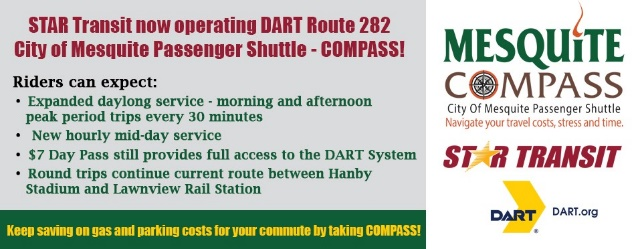 STAR Transit now operating DART Route 282
City of Mesquite Passenger Shuttle - COMPASS!
Riders can expect:
• Expanded daylong service - morning and afternoon
peak period trips every 30 minutes
• New hourly mid-day service
• $7 Day Pass still provides full access to the DART System
• Round trips continue current route between Hanby
Stadium and Lawnview Rail Station
Keep saving on gas and parking costs for your commute by taking COMPASS!
MESQUITE
COMPASS
City Of Mesquite Passenger Shuttle
Navigate your travel costs, stress and time.
STAR TRANSIT
DART
DART.org